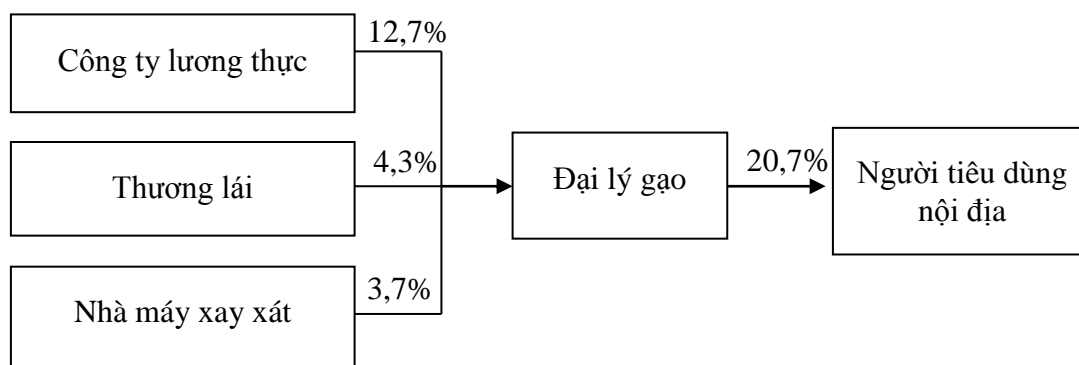 Công ty lương thực
12,7%
Thương lái
4,3%
Nhà máy xay xát
3,7%
Đại lý gạo
20,7%
Người tiêu dùng
nội địa